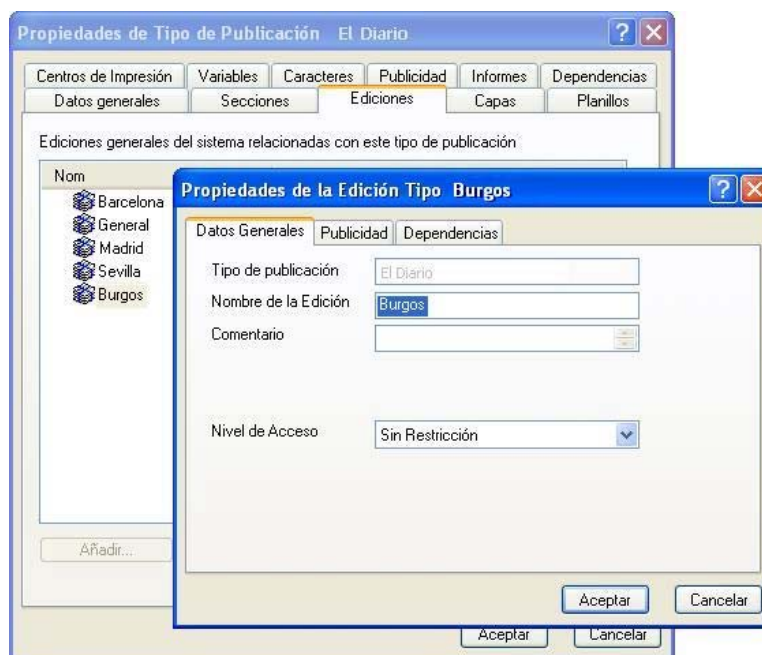 Propiedades de Tipo de Publicación El Diario
Centros de Impresión Variables Caracteres Publicidad Informes Dependencias
Datos generales Secciones Ediciones Capas Planillos
Ediciones generales del sistema relacionadas con este tipo de publicación
Nom
Barcelona
General
Madrid
Sevilla
Burgos
Añadir...
Aceptar Cancelar
Propiedades de la Edición Tipo Burgos
Datos Generales Publicidad Dependencias
Tipo de publicación El Diario
Nombre de la Edición Burgos
Comentario
Nivel de Acceso Sin Restricción
Aceptar Cancelar